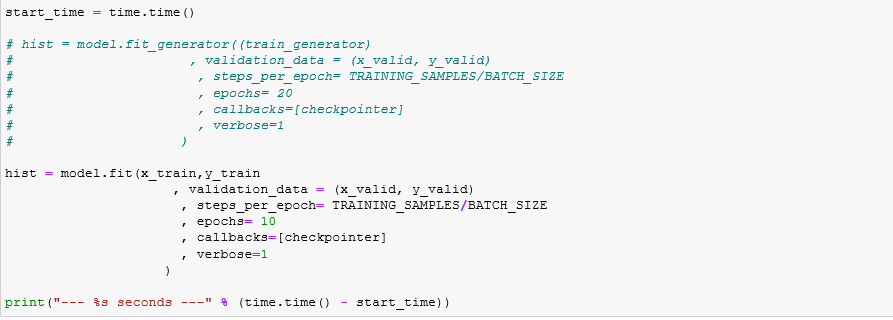 start_time = time.time()
# hist = model.fit_generator((train_generator)
# , validation_data = (x_valid, y_valid)
# , steps_per_epoch= TRAINING_SAMPLES/BATCH_SIZE
# , epochs= 20
# , callbacks=[checkpointer]
# , verbose=1
# )
hist = model.fit(x_train,y_train
, validation_data = (x_valid, y_valid)
, steps_per_epoch= TRAINING_SAMPLES/BATCH_SIZE
, epochs= 10
, callbacks=[checkpointer]
, verbose=1
)
print("--- %s seconds ---" % (time.time() - start_time))